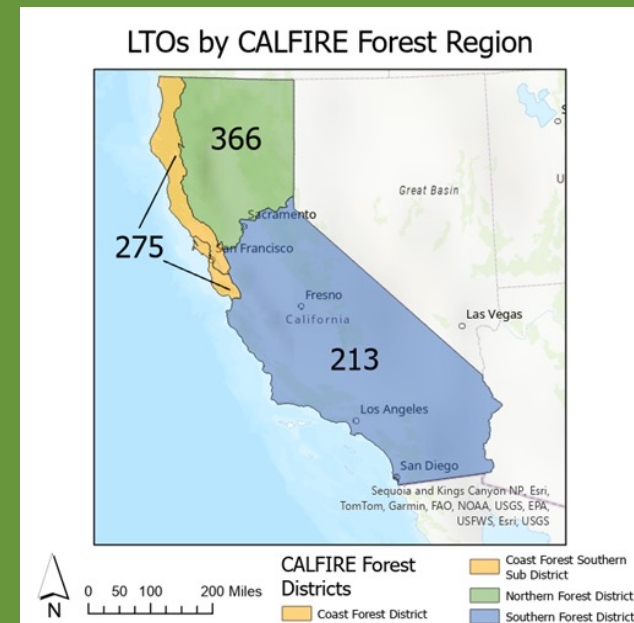 LTOs by CALFIRE Forest Region
366
Great Basin
Sacramento
275
San Francisco
Fresno
California
Las Vegas
213
Los Angeles
San Diego
Sequoia and Kings Canyon NP, Esri,
TomTom, Garmin, FAO, NOAA, USGS, EPA,
USFWS, Esri, USGS
N
0 50 100 200 Miles
CALFIRE Forest
Districts
Coast Forest District
Coast Forest Southern
Sub District
Northern Forest District
Southern Forest District